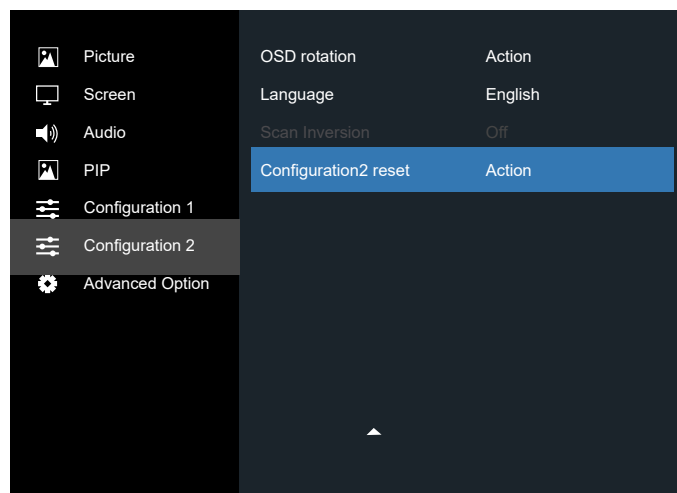 Picture
Screen
Audio
PIP
Configuration 1
Configuration 2
Advanced Option
OSD rotation Action
Language English
Scan Inversion Off
Configuration2 reset Action